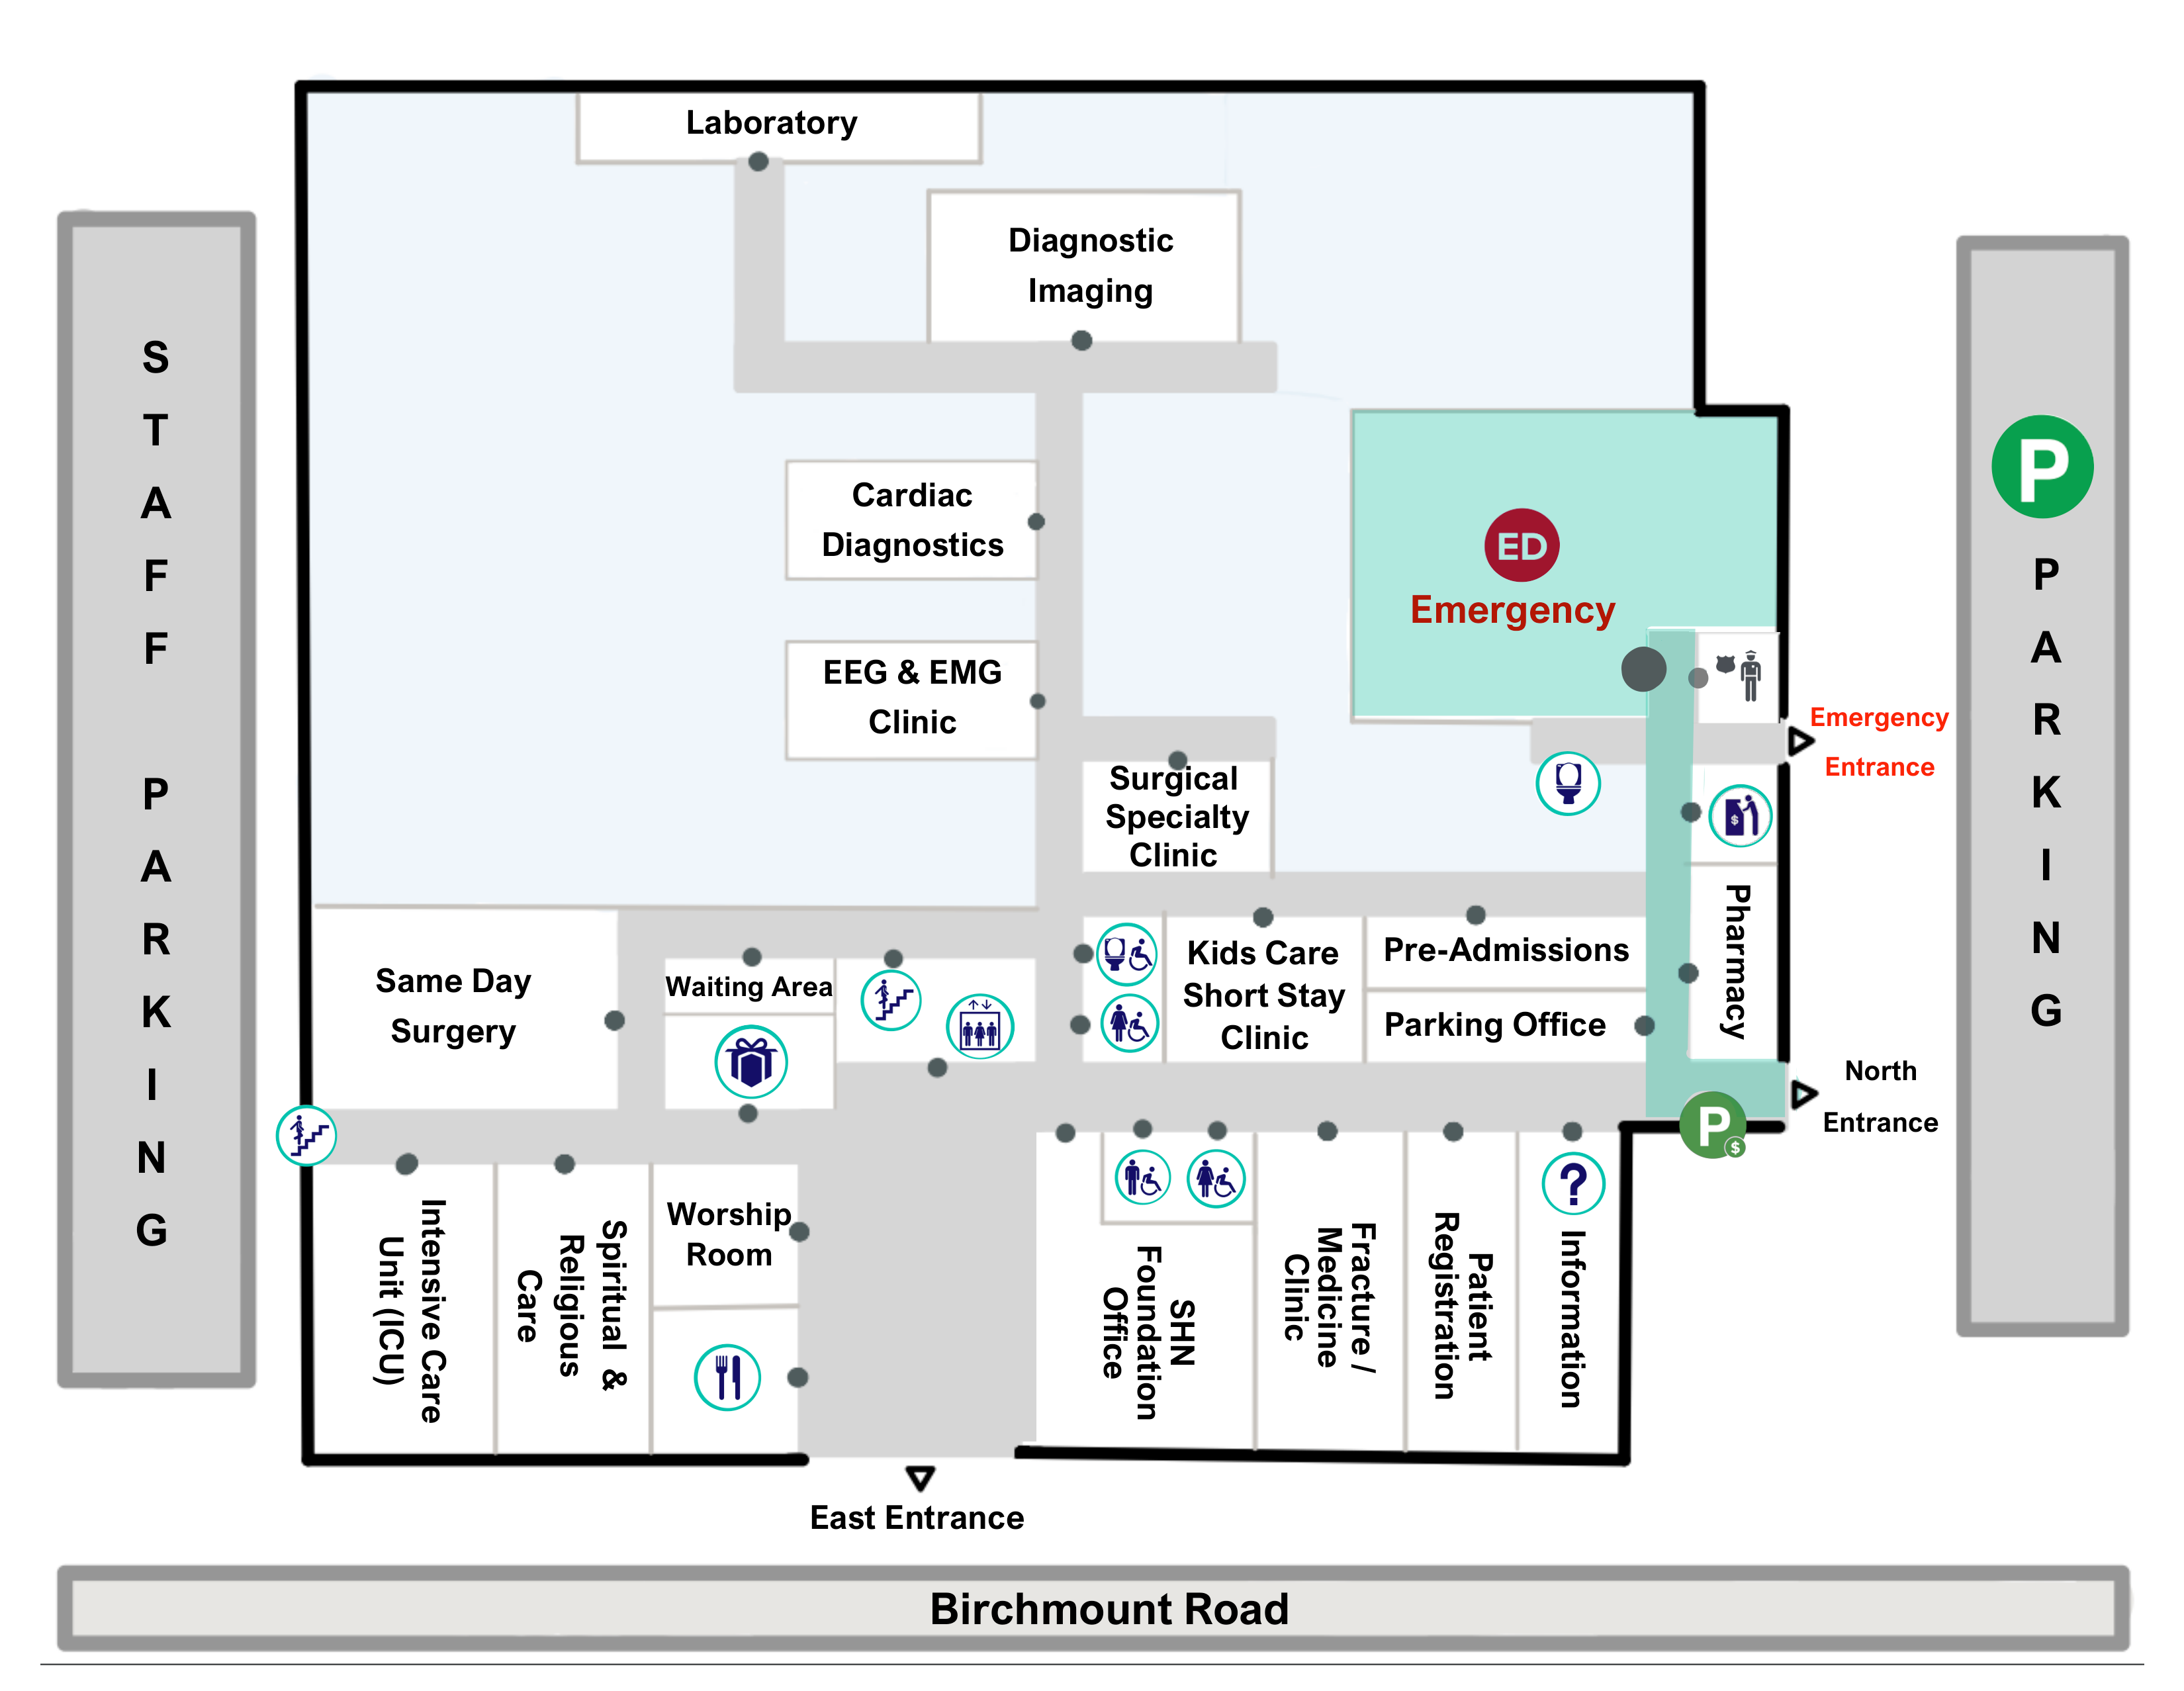 Laboratory
Diagnostic
Imaging
STAFF PARKING
P
PARKING
Cardiac
Diagnostics
ED
Emergency
EEG & EMG
Clinic
Emergency
Entrance
Surgical
Specialty
Clinic
$
Pharmacy
Same Day
Surgery
Waiting Area
Kids Care
Short Stay
Clinic
Pre-Admissions
Parking Office
North
Entrance
P
$
Intensive Care
Unit (ICU)
Spiritual &
Religious
Care
Worship
Room
SHN
Foundation
Office
Fracture /
Medicine
Clinic
Patient
Registration
?
Information
East Entrance
Birchmount Road